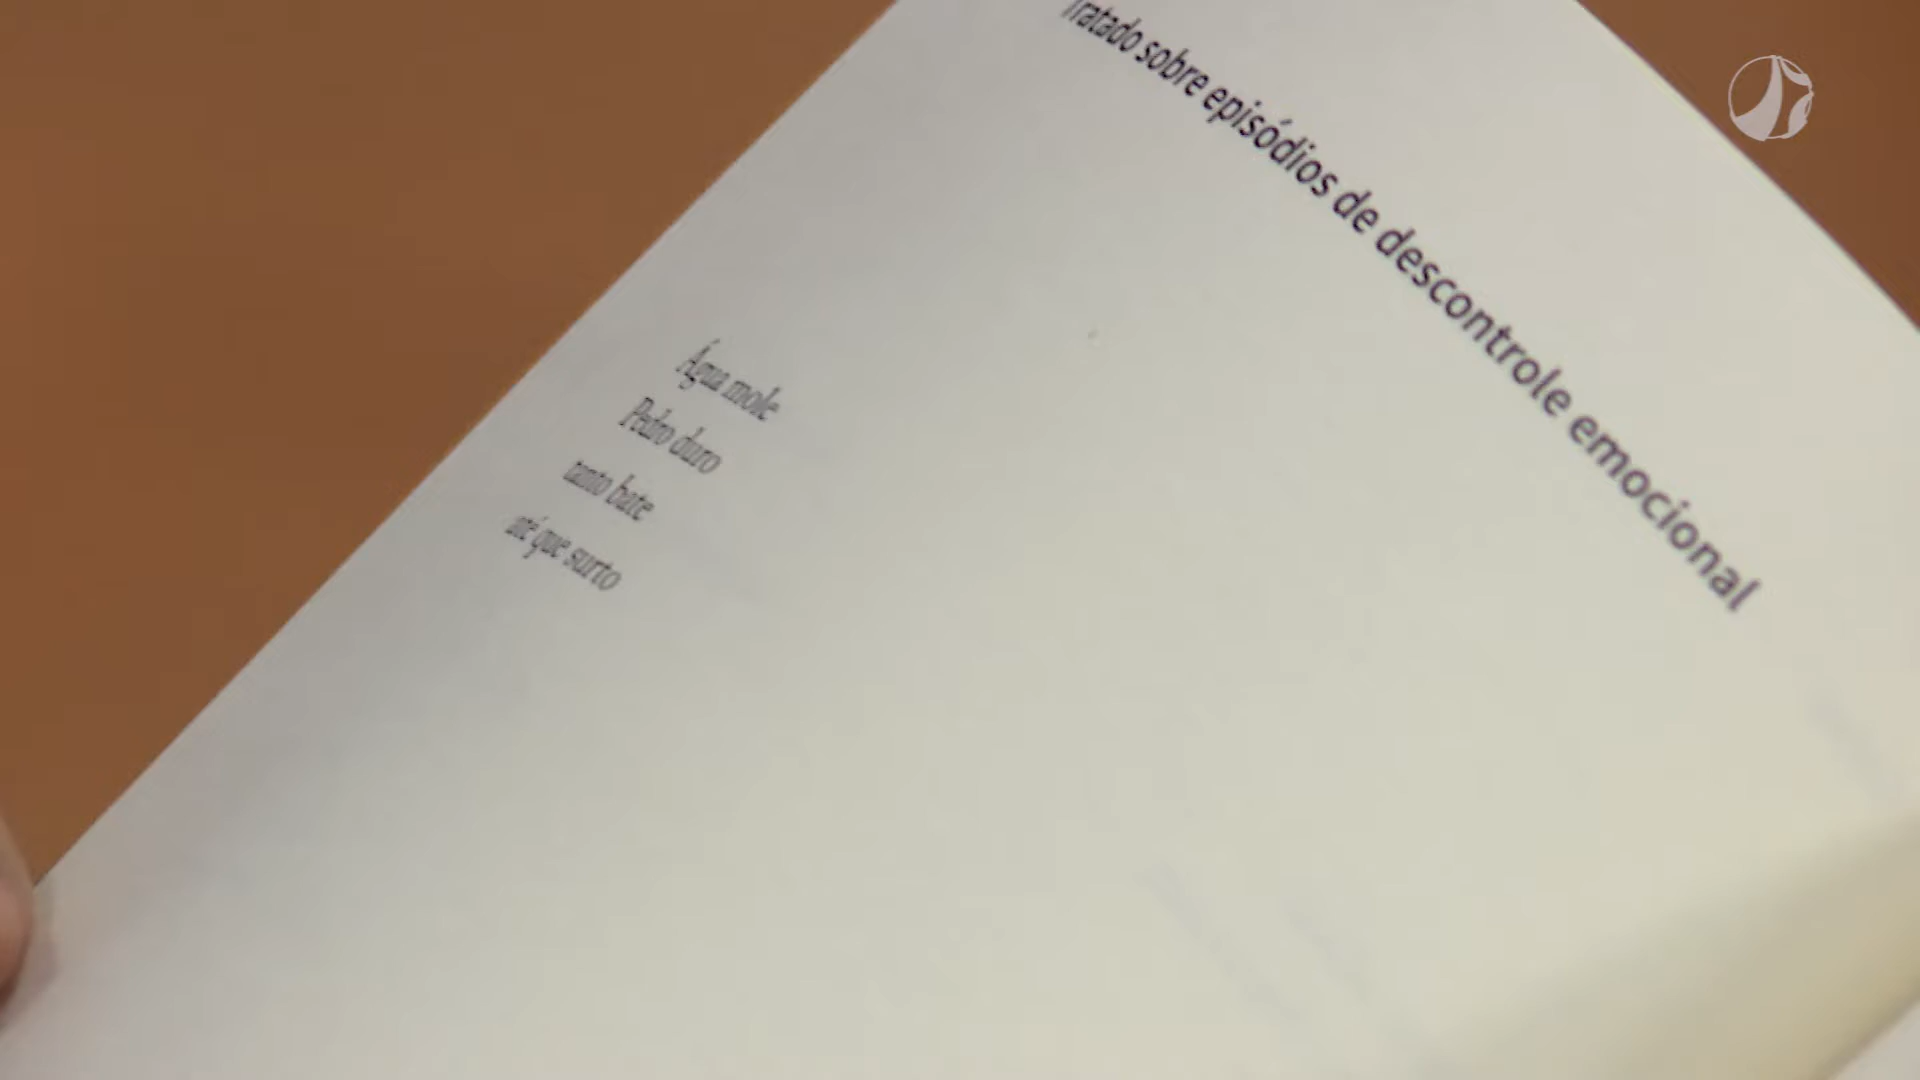 Tratado sobre episódios de descontrole emocional
Água mole
Pedro duro
tanto bate
até que surto